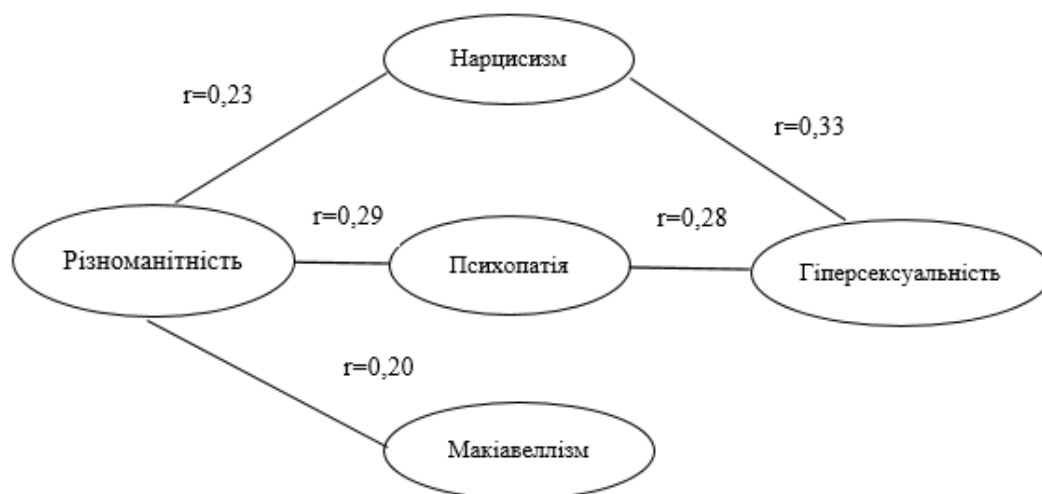 Нарцисизм
r=0,23
r=0,33
r=0,29
r=0,28
Різноманітність
Психопатія
Гіперсексуальність
r=0,20
Макіавеллізм